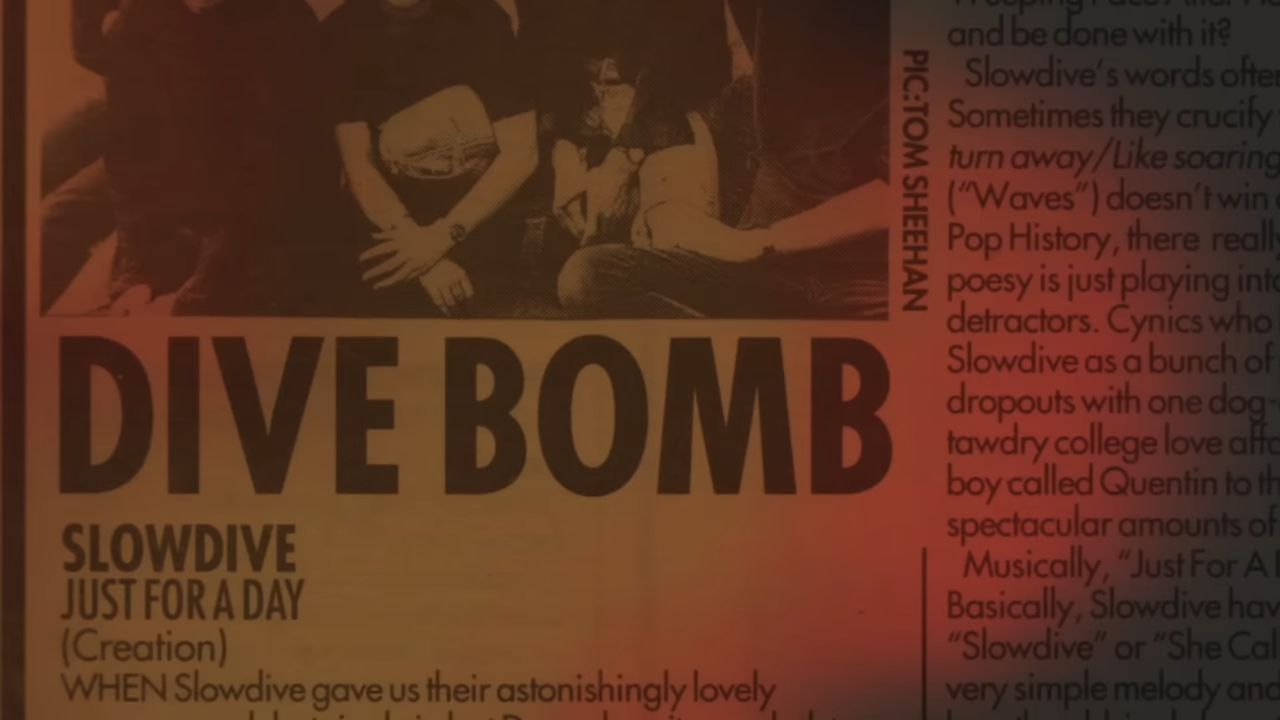 PIC: TOM SHEEHAN
DIVE BOMB
SLOWDIVE
JUST FOR A DAY
(Creation)
WHEN Slowdive gave us their astonishingly lovely
and be done with it?
Slowdive's words often
Sometimes they crucify
turn away/Like soaring
("Waves") doesn't win
Pop History, there really
poesy is just playing into
detractors. Cynics who
Slowdive as a bunch of
dropouts with one dog-
tawdry college love affa
boy called Quentin to th
spectacular amounts of
Musically, "Just For A
Basically, Slowdive hav
"Slowdive" or "She Cal
very simple melody and